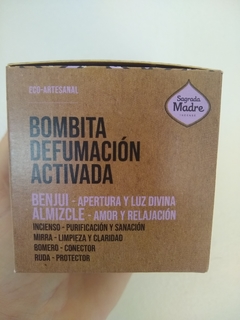 ECO-ARTESANAL
Sagrada
Madre
BOMBITA
DEFUMACIÓN
ACTIVADA
BENJUI - APERTURA Y LUZ DIVINA
ALMIZCLE - AMOR Y RELAJACIÓN
INCIENSO - PURIFICACIÓN Y SANACIÓN
MIRRA - LIMPIEZA Y CLARIDAD
ROMERO - CONECTOR
RUDA - PROTECTOR